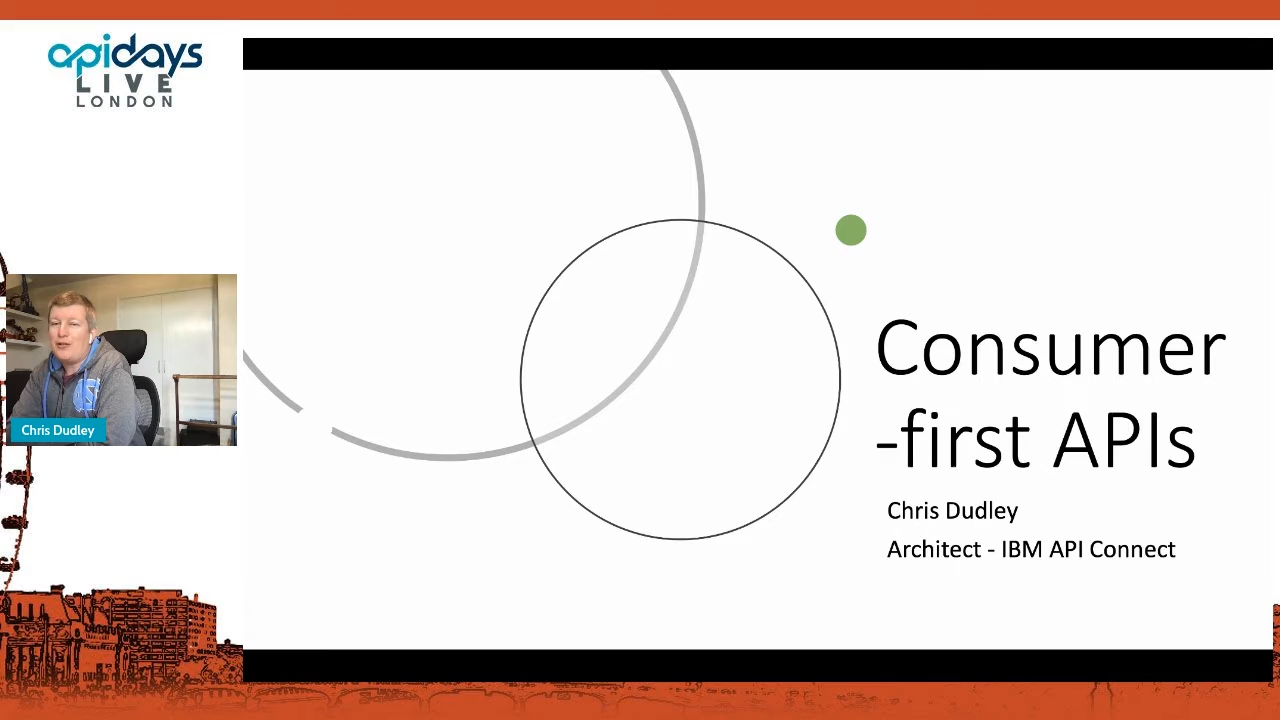 apidays
LIVE
LONDON
Chris Dudley
Consumer
-first APIs
Chris Dudley
Architect - IBM API Connect